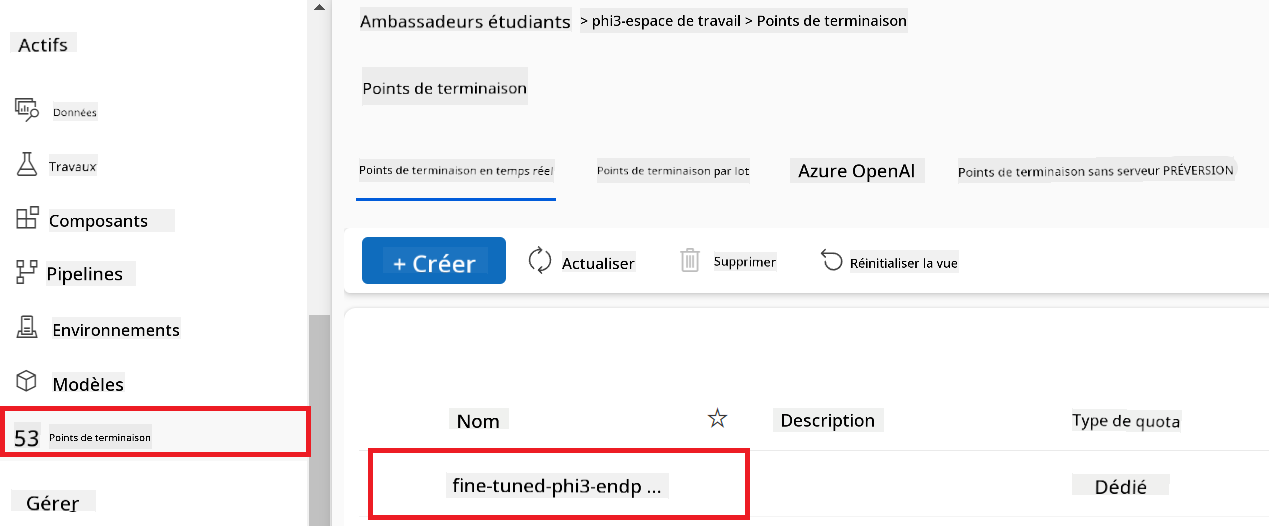 Actifs
Données
Travaux
Composants
Pipelines
Environnements
Modèles
53 Points de terminaison
Gérer
Ambassadeurs étudiants > phi3-espace de travail > Points de terminaison
Points de terminaison
Points de terminaison en temps réel Points de terminaison par lot Azure OpenAI Points de terminaison sans serveur PRÉVERSION
+ Créer Actualiser Supprimer Réinitialiser la vue
Nom Description Type de quota
fine-tuned-phi3-endp ... Dédié